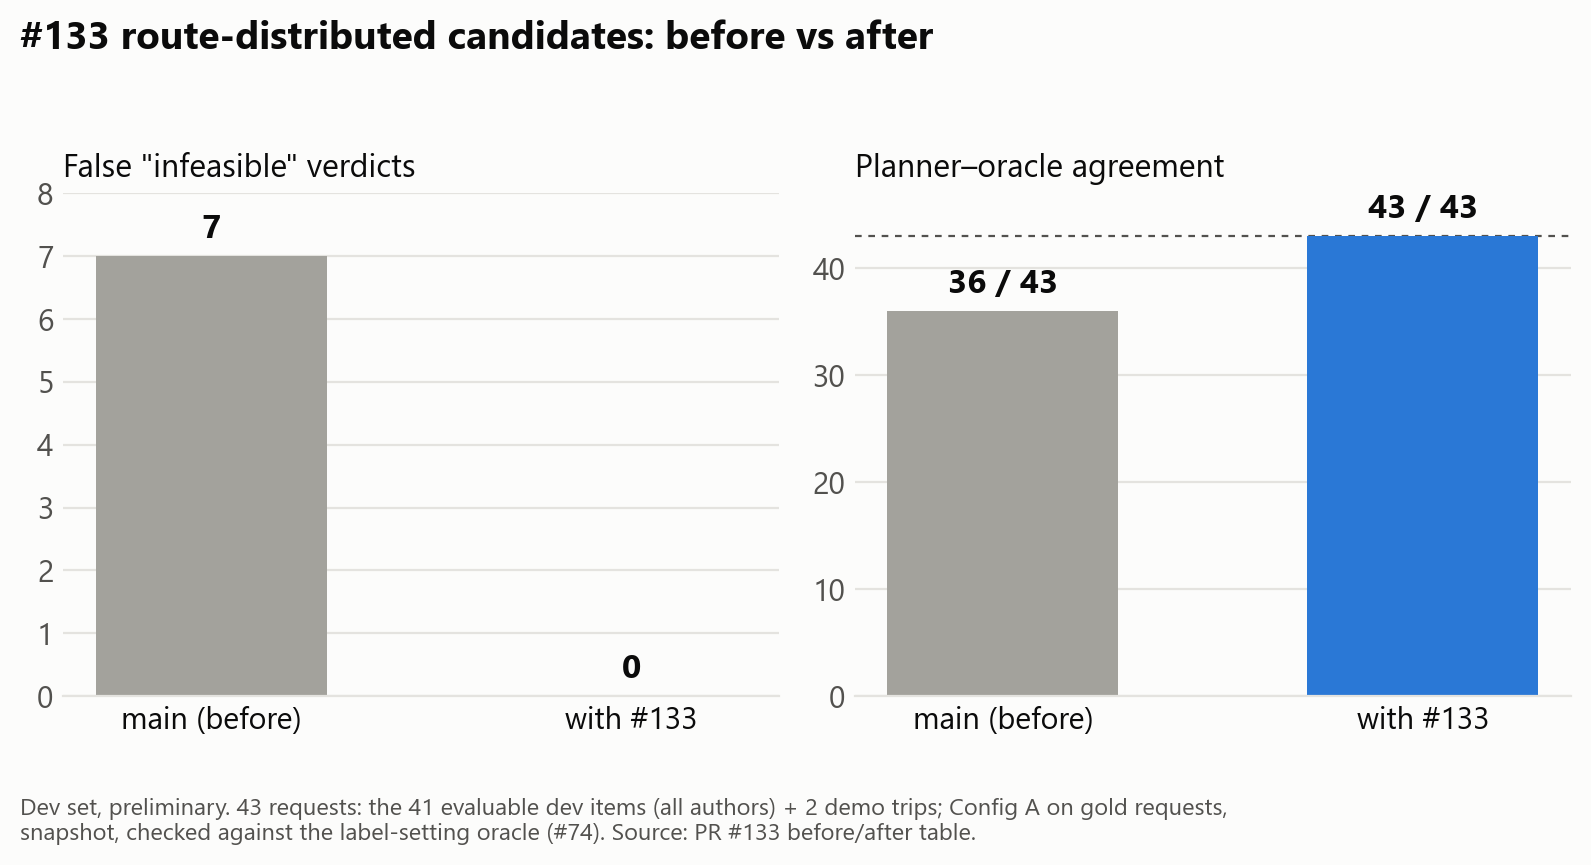 #133 route-distributed candidates: before vs after
False "infeasible" verdicts
8
7
6
5
4
3
2
1
0
7
0
main (before)
with #133
Planner–oracle agreement
40
30
20
10
0
36 / 43
43 / 43
main (before)
with #133
Dev set, preliminary. 43 requests: the 41 evaluable dev items (all authors) + 2 demo trips; Config A on gold requests,
snapshot, checked against the label-setting oracle (#74). Source: PR #133 before/after table.